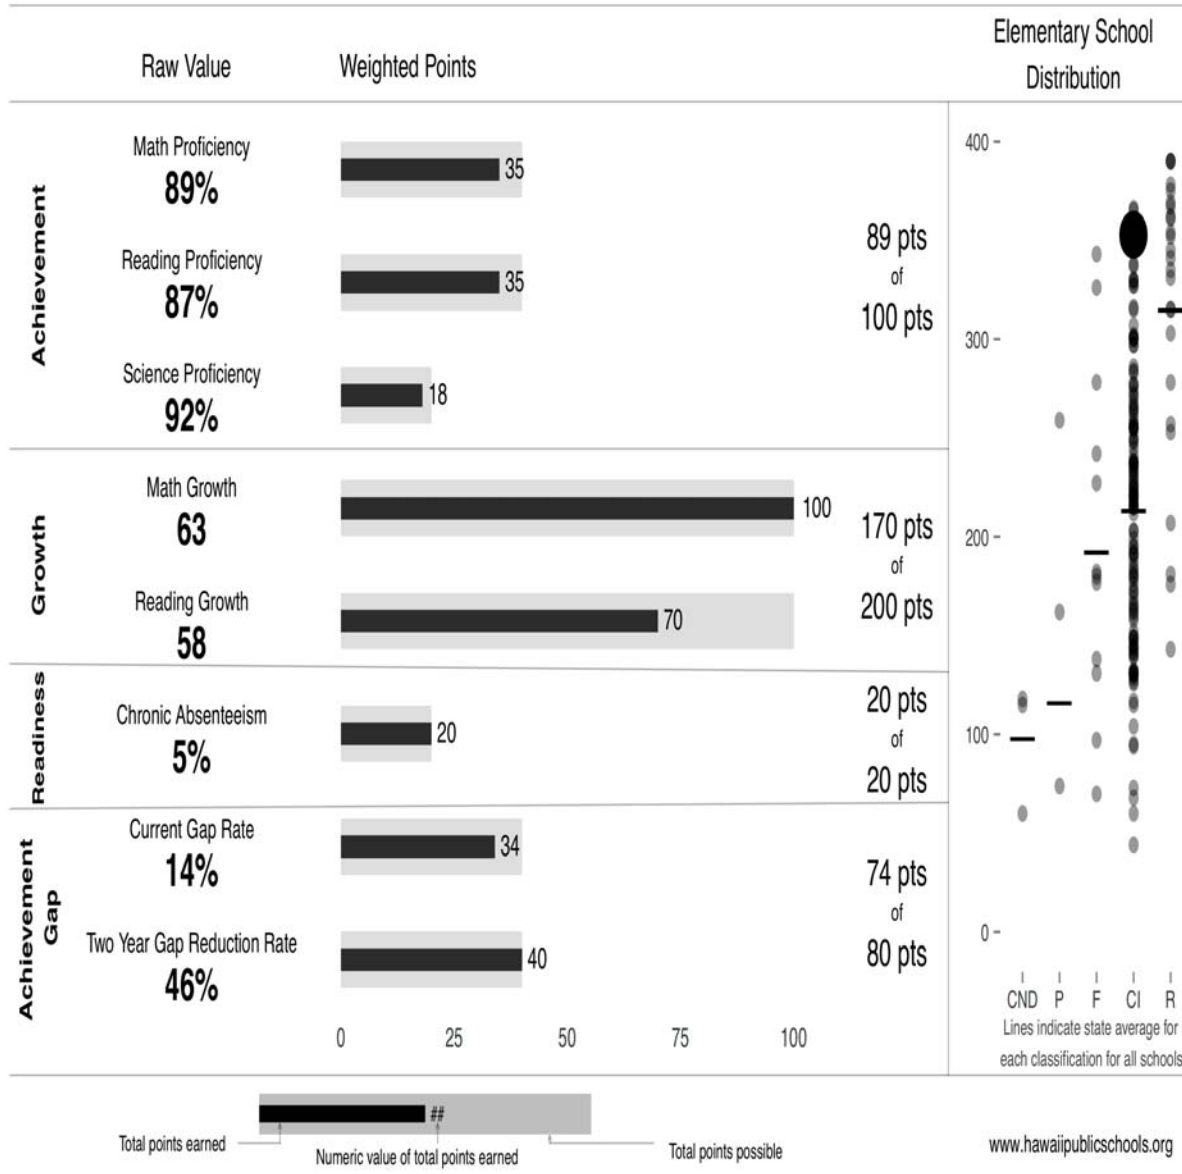 Raw Value
Weighted Points
Elementary School
Distribution
Achievement
Math Proficiency
89%
35
Reading Proficiency
87%
35
Science Proficiency
92%
18
89 pts
of
100 pts
Growth
Math Growth
63
100
Reading Growth
58
70
170 pts
of
200 pts
Readiness
Chronic Absenteeism
5%
20
20 pts
of
20 pts
Achievement
Gap
Current Gap Rate
14%
34
Two Year Gap Reduction Rate
46%
40
74 pts
of
80 pts
0 25 50 75 100
400
300
200
100
0
CND P F CI R
Lines indicate state average for
each classification for all schools
##
Total points earned
Numeric value of total points earned
Total points possible
www.hawaiipublicschools.org